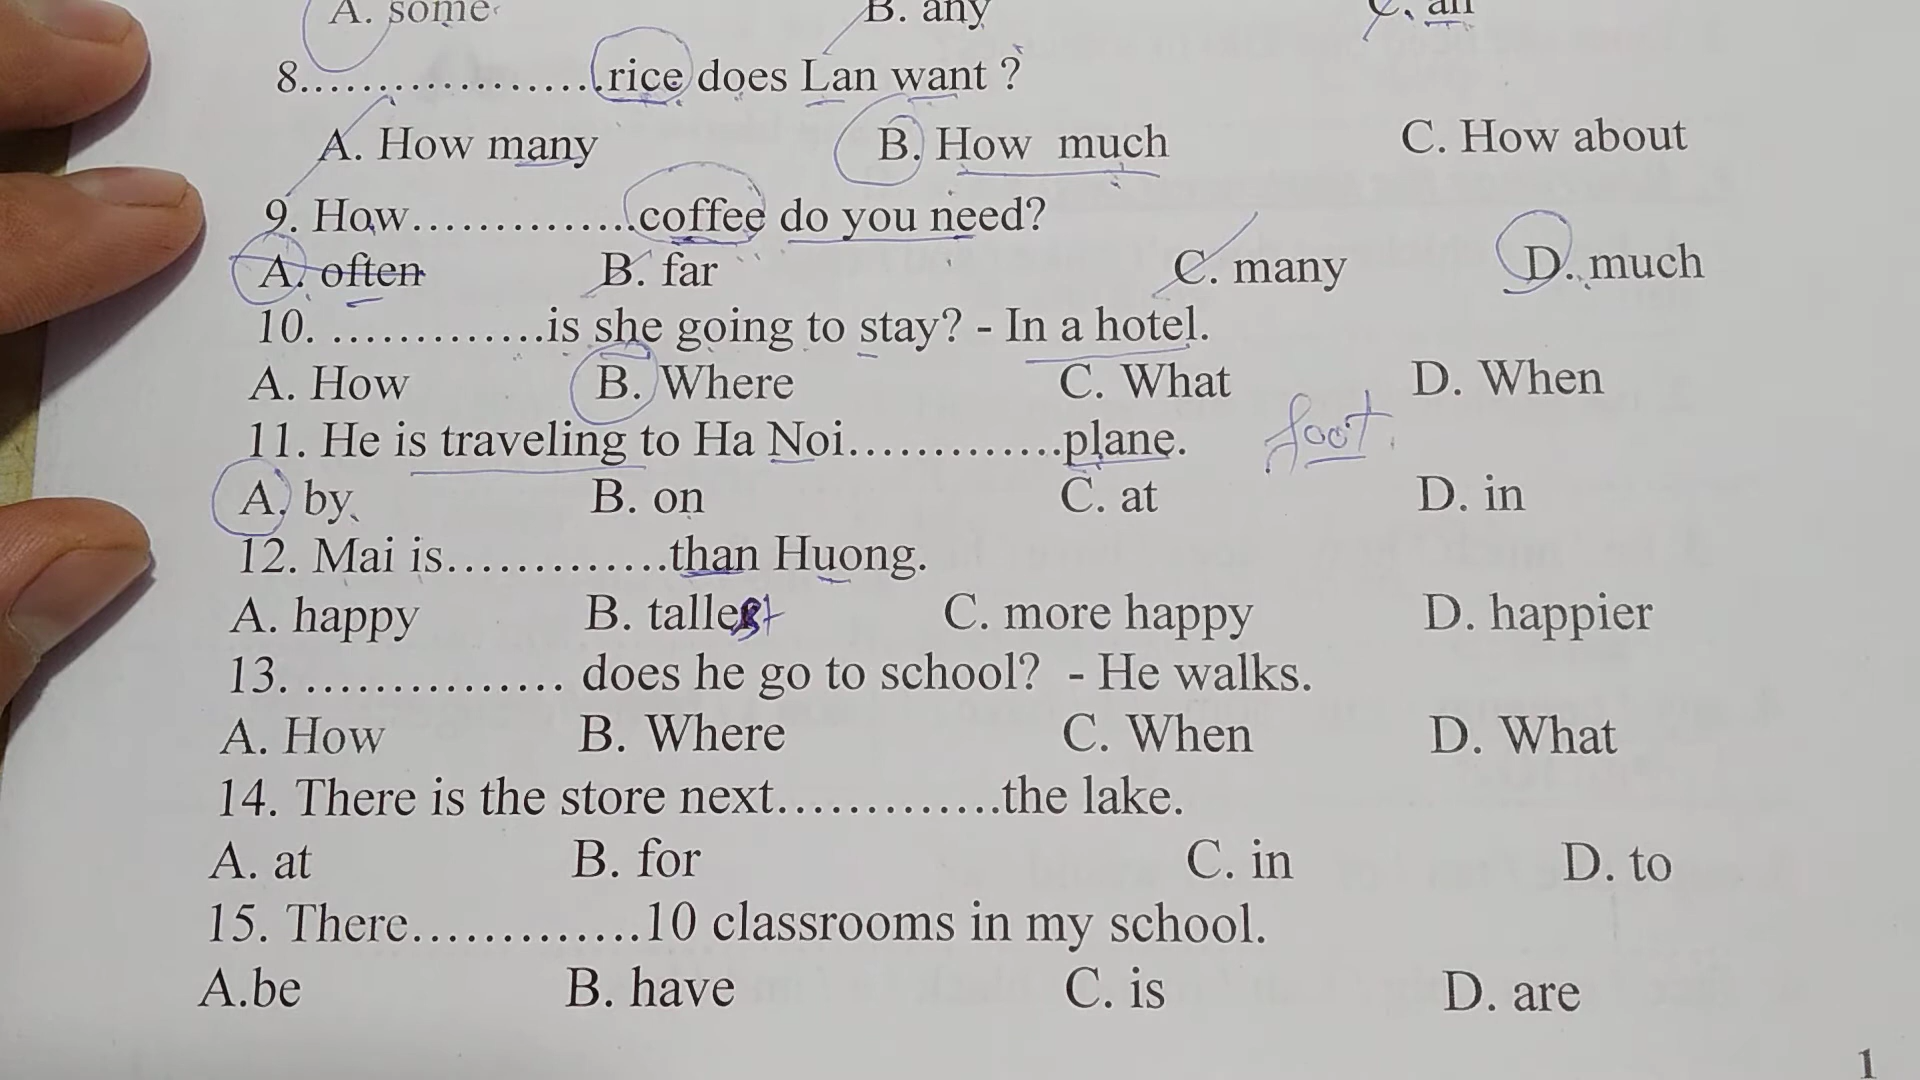 A. some B. any C. an
8...................rice does Lan want ?
A. How many B. How much C. How about
9. How...............coffee do you need?
A. often B. far C. many D. much
10. ..............is she going to stay? - In a hotel.
A. How B. Where C. What D. When
11. He is traveling to Ha Noi..............plane. foot
A. by B. on C. at D. in
12. Mai is..............than Huong.
A. happy B. tallest C. more happy D. happier
13. ............... does he go to school? - He walks.
A. How B. Where C. When D. What
14. There is the store next..............the lake.
A. at B. for C. in D. to
15. There..............10 classrooms in my school.
A.be B. have C. is D. are
1